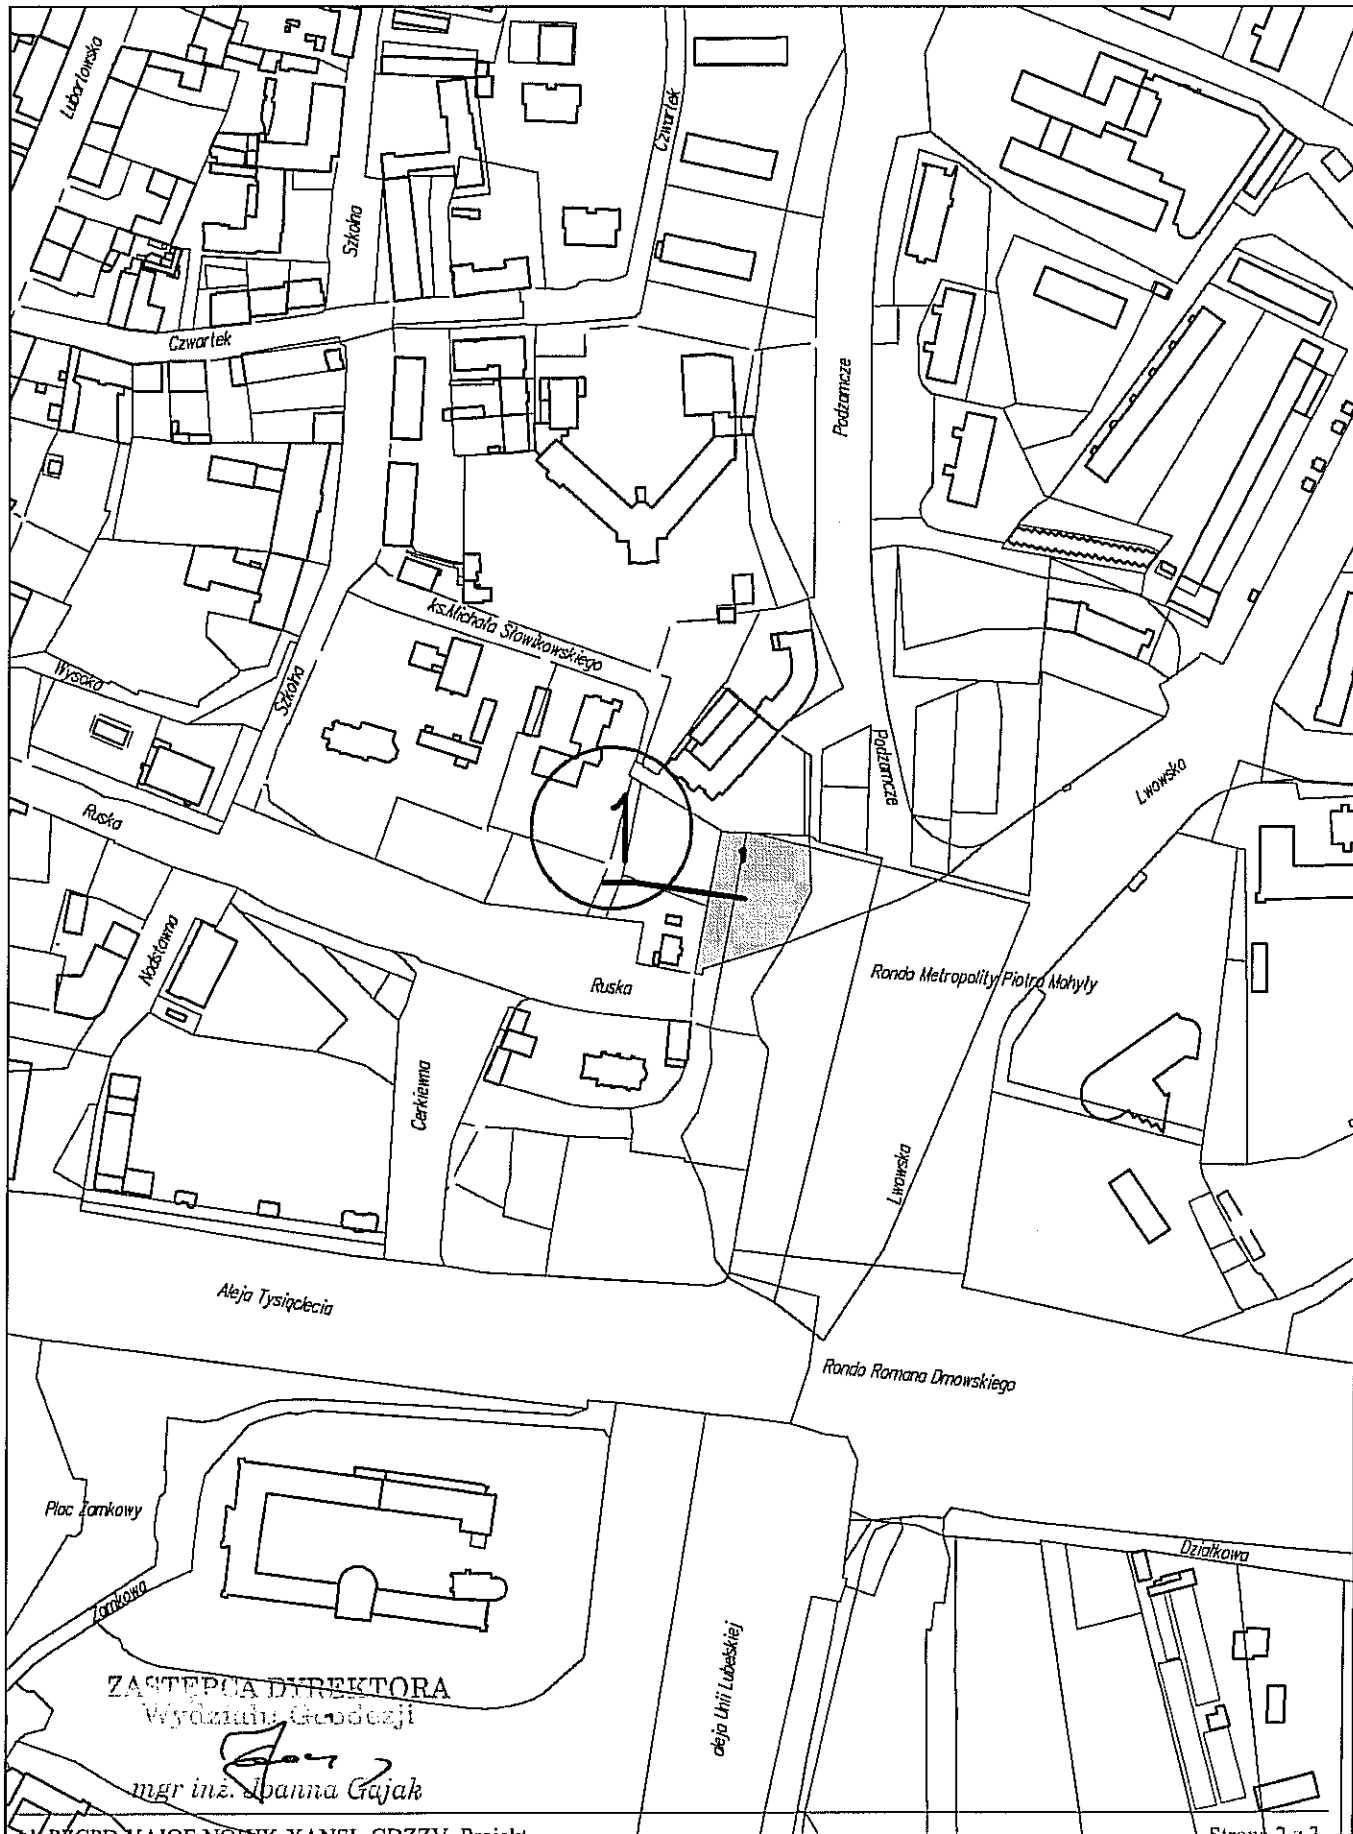 Lubartowska
Szkolna
Czwartek
Czwartek
Podzamcze
ks.Michała Słowikowskiego
Wysoka
Szkolna
Podzamcze
Lwowska
1
Ruska
Nadstawna
Ruska
Rondo Metropolity Piotra Mohyły
Cerkiewna
Lwowska
Aleja Tysiąclecia
Rondo Romana Dmowskiego
Plac Zamkowy
Działkowa
Zamkowa
aleja Unii Lubelskiej
ZASTĘPCA DYREKTORA
Wydziału Geodezji
mgr inż. Joanna Gajak